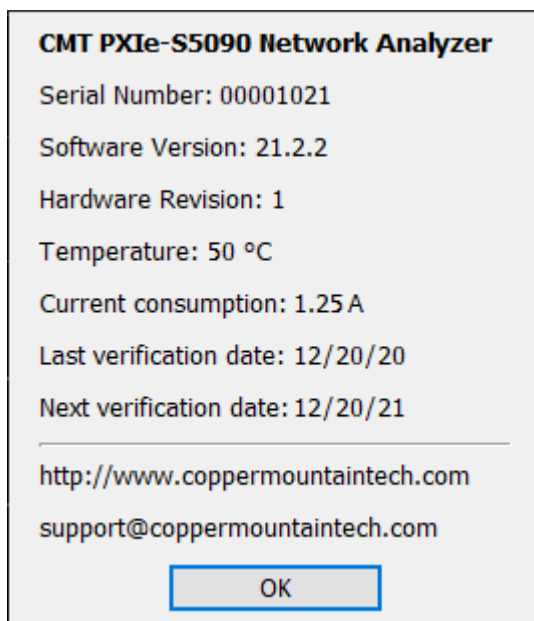 CMT PXIe-S5090 Network Analyzer
Serial Number: 00001021
Software Version: 21.2.2
Hardware Revision: 1
Temperature: 50 °C
Current consumption: 1.25 A
Last verification date: 12/20/20
Next verification date: 12/20/21
http://www.coppermountaintech.com
support@coppermountaintech.com
OK